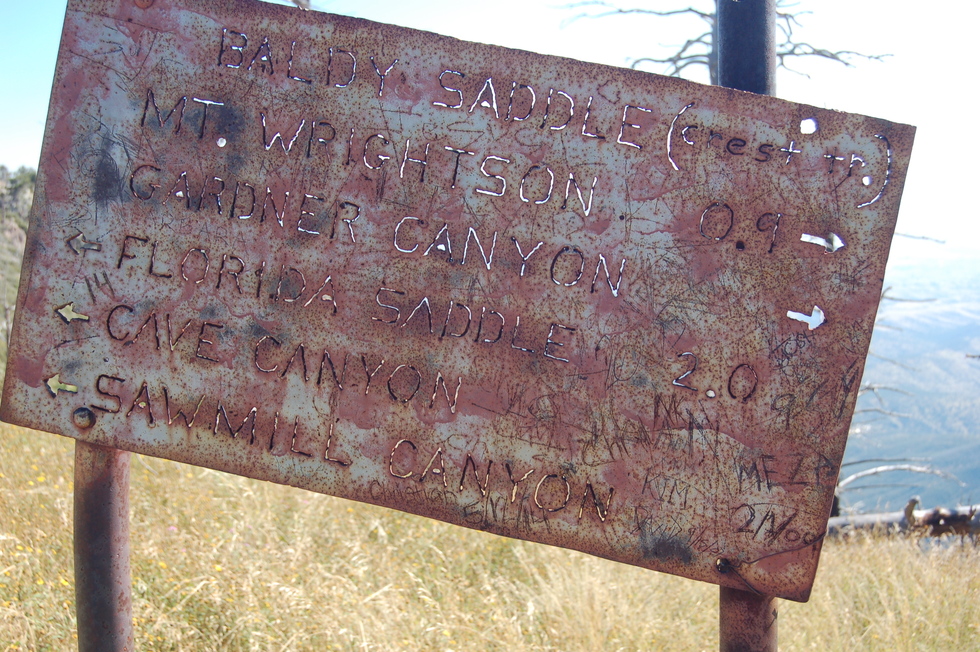 BALDY SADDLE (Crest Tr.)
MT. WRIGHTSON 0.9 →
GARDNER CANYON →
← FLORIDA SADDLE 2.0
← CAVE CANYON
← SAWMILL CANYON